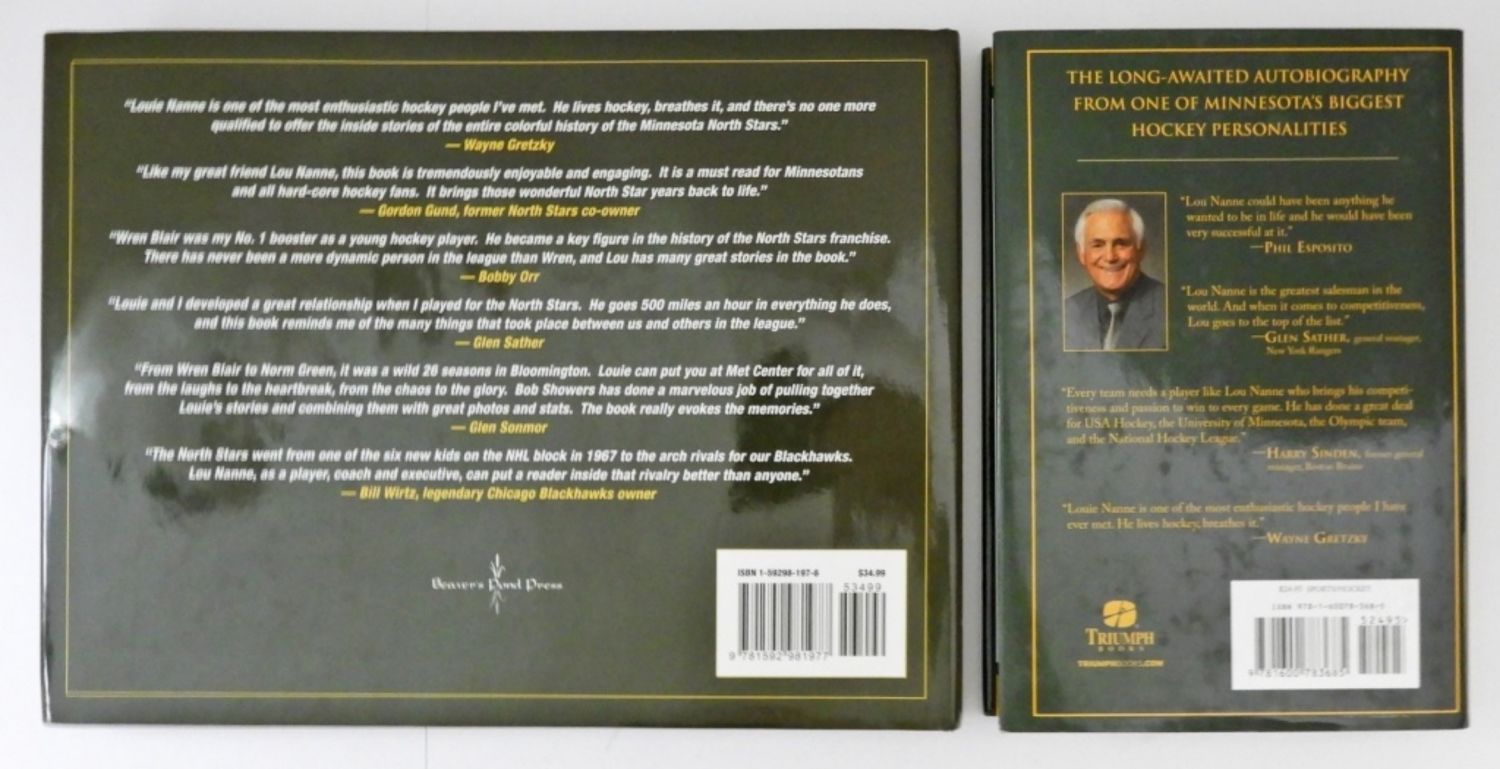 "Louie Nanne is one of the most enthusiastic hockey people I've met. He lives hockey, breathes it, and there's no one more
qualified to offer the inside stories of the entire colorful history of the Minnesota North Stars."
— Wayne Gretzky
"Like my great friend Lou Nanne, this book is tremendously enjoyable and engaging. It is a must read for Minnesotans
and all hard-core hockey fans. It brings those wonderful North Star years back to life."
— Gordon Gund, former North Stars co-owner
"Wren Blair was my No. 1 booster as a young hockey player. He became a key figure in the history of the North Stars franchise.
There has never been a more dynamic person in the league than Wren, and Lou has many great stories in the book."
— Bobby Orr
"Louie and I developed a great relationship when I played for the North Stars. He goes 500 miles an hour in everything he does,
and this book reminds me of the many things that took place between us and others in the league."
— Glen Sather
"From Wren Blair to Norm Green, it was a wild 26 seasons in Bloomington. Louie can put you at Met Center for all of it,
from the laughs to the heartbreak, from the chaos to the glory. Bob Showers has done a marvelous job of pulling together
Louie's stories and combining them with great photos and stats. The book really evokes the memories."
— Glen Sonmor
"The North Stars went from one of the six new kids on the NHL block in 1967 to the arch rivals for our Blackhawks.
Lou Nanne, as a player, coach and executive, can put a reader inside that rivalry better than anyone."
— Bill Wirtz, legendary Chicago Blackhawks owner
Beaver's Pond Press
ISBN 1-59298-197-6 $34.99
53499
9 781592 981977
THE LONG-AWAITED AUTOBIOGRAPHY
FROM ONE OF MINNESOTA'S BIGGEST
HOCKEY PERSONALITIES
"Lou Nanne could have been anything he
wanted to be in life and he would have been
very successful at it."
—PHIL ESPOSITO
"Lou Nanne is the greatest salesman in the
world. And when it comes to competitiveness,
Lou goes to the top of the list."
—GLEN SATHER, general manager,
New York Rangers
"Every team needs a player like Lou Nanne who brings his competi-
tiveness and passion to win to every game. He has done a great deal
for USA Hockey, the University of Minnesota, the Olympic team,
and the National Hockey League."
—HARRY SINDEN, former general
manager, Boston Bruins
"Louie Nanne is one of the most enthusiastic hockey people I have
ever met. He lives hockey, breathes it."
—WAYNE GRETZKY
TRIUMPH
BOOKS
TRIUMPHBOOKS.COM
ISBN 978-1-60078-368-5
52495>
9 781600 783685